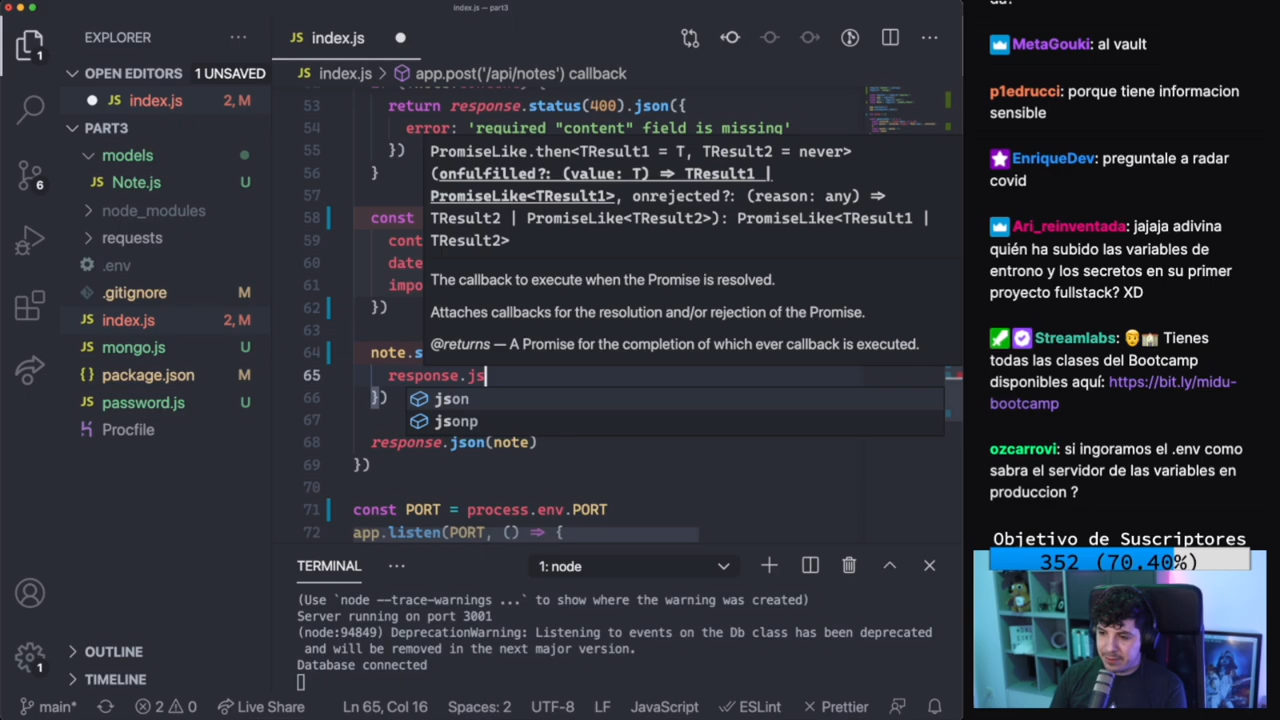 index.js — part3
EXPLORER
JS index.js
1
OPEN EDITORS 1 UNSAVED
JS index.js > app.post('/api/notes') callback
JS index.js 2, M
PART3
models
JS Note.js U
node_modules
requests
.env
.gitignore M
JS index.js 2, M
JS mongo.js U
{} package.json M
JS password.js U
Procfile
6
1
OUTLINE
TIMELINE
53 return response.status(400).json({
54 error: 'required "content" field is missing'
55 })
56 }
57
58 const
59 cont
60 date
61 impo
62 })
63
64 note.s
65 response.js
66 })
67
68 response.json(note)
69 })
70
71 const PORT = process.env.PORT
72 app.listen(PORT, () ⇒ {
PromiseLike.then<TResult1 = T, TResult2 = never>
(onfulfilled?: (value: T) ⇒ TResult1 |
PromiseLike<TResult1>, onrejected?: (reason: any) ⇒
TResult2 | PromiseLike<TResult2>): PromiseLike<TResult1 |
TResult2>
The callback to execute when the Promise is resolved.
Attaches callbacks for the resolution and/or rejection of the Promise.
@returns — A Promise for the completion of which ever callback is executed.
json
jsonp
TERMINAL
1: node
(Use `node --trace-warnings ...` to show where the warning was created)
Server running on port 3001
(node:94849) DeprecationWarning: Listening to events on the Db class has been deprecated
and will be removed in the next major version.
Database connected
main*
2 0
Live Share
Ln 65, Col 16
Spaces: 2
UTF-8
LF
JavaScript
ESLint
Prettier
MetaGouki: al vault
p1edrucci: porque tiene informacion
sensible
EnriqueDev: preguntale a radar
covid
Ari_reinventada: jajaja adivina
quién ha subido las variables de
entrono y los secretos en su primer
proyecto fullstack? XD
Streamlabs: 👨‍🏫 Tienes
todas las clases del Bootcamp
disponibles aquí: https://bit.ly/midu-
bootcamp
ozcarrovi: si ingoramos el .env como
sabra el servidor de las variables en
produccion ?
Objetivo de Suscriptores
352 (70.40%)